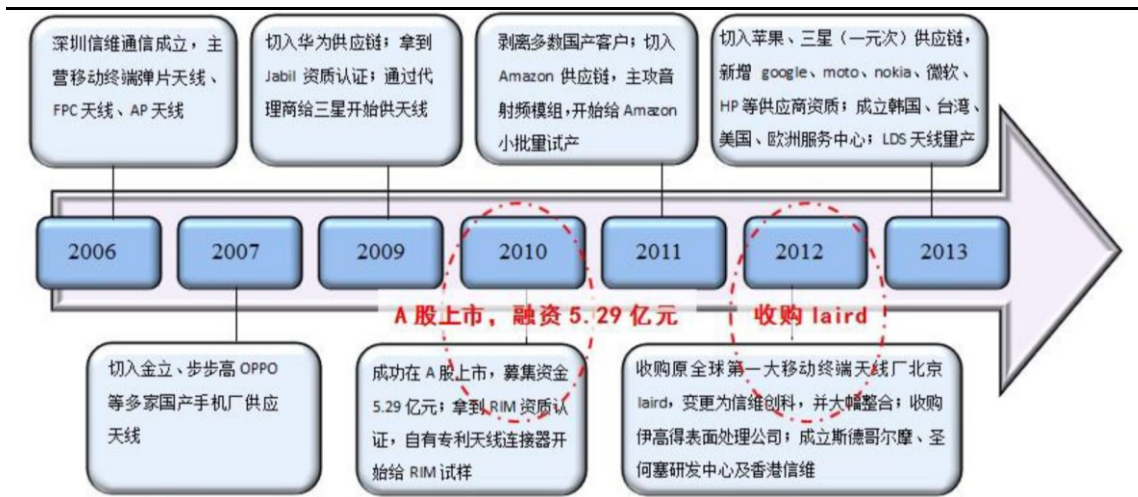 深圳信维通信成立，主
营移动终端弹片天线、
FPC 天线、AP 天线
切入华为供应链；拿到
Jabil 资质认证；通过代
理商给三星开始供天线
剥离多数国产客户；切入
Amazon 供应链，主攻音
射频模组，开始给 Amazon
小批量试产
切入苹果、三星（一元次）供应链，
新增 google、moto、nokia、微软、
HP 等供应商资质；成立韩国、台湾、
美国、欧洲服务中心；LDS 天线量产
2006
2007
2009
2010
2011
2012
2013
A 股上市，融资 5.29 亿元
收购 laird
切入金立、步步高 OPPO
等多家国产手机厂供应
天线
成功在 A 股上市，募集资金
5.29 亿元；拿到 RIM 资质认
证，自有专利天线连接器开
始给 RIM 试样
收购原全球第一大移动终端天线厂北京
laird，变更为信维创科，并大幅整合；收购
伊高得表面处理公司；成立斯德哥尔摩、圣
何塞研发中心及香港信维